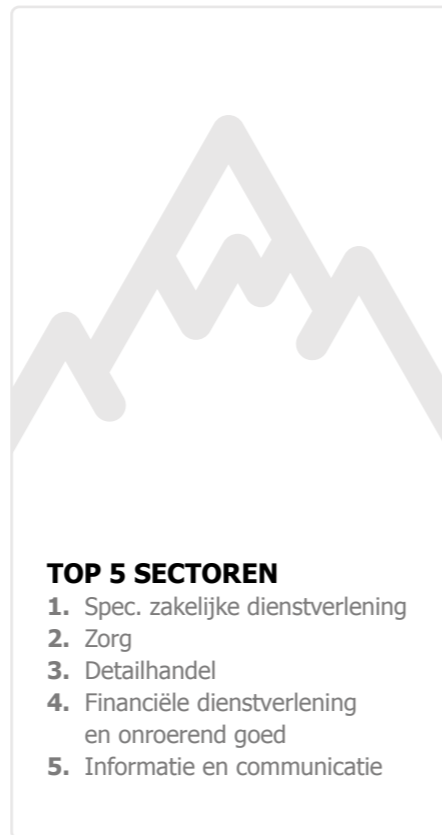 TOP 5 SECTOREN
1. Spec. zakelijke dienstverlening
2. Zorg
3. Detailhandel
4. Financiële dienstverlening
en onroerend goed
5. Informatie en communicatie